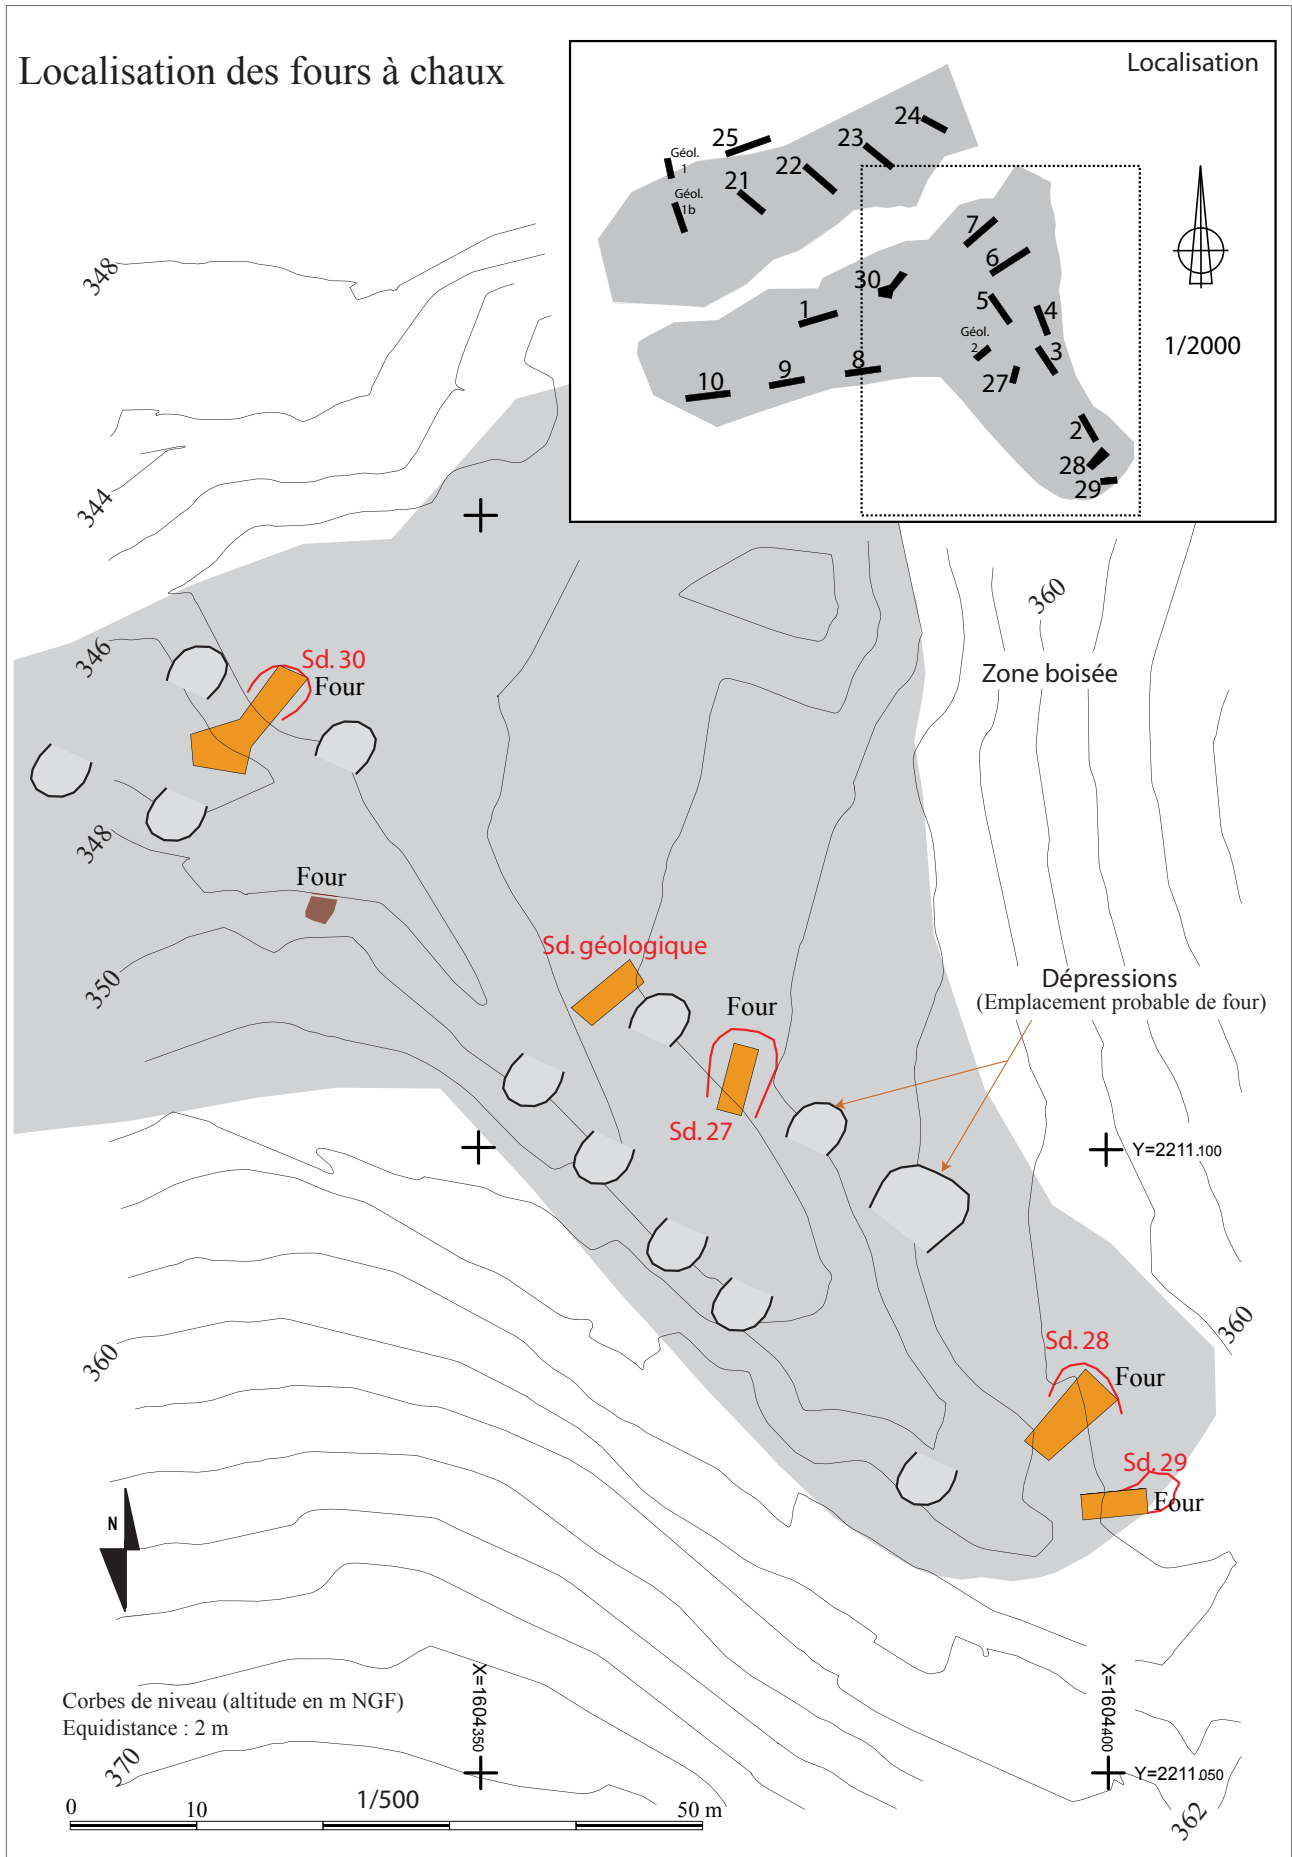 Localisation des fours à chaux
Localisation
24
23
25
Géol.
1
22
21
Géol.
1b
7
6
30
5
4
1
Géol.
2
3
1/2000
8
9
27
10
2
28
29
348
344
360
346
Sd. 30
Four
Zone boisée
348
Four
350
Sd. géologique
Dépressions
(Emplacement probable de four)
Four
Sd. 27
Y=2211.100
360
360
Sd. 28
Four
Sd. 29
Four
N
X=1604350
X=1604400
Corbes de niveau (altitude en m NGF)
Equidistance : 2 m
370
Y=2211.050
362
1/500
0 10 50 m